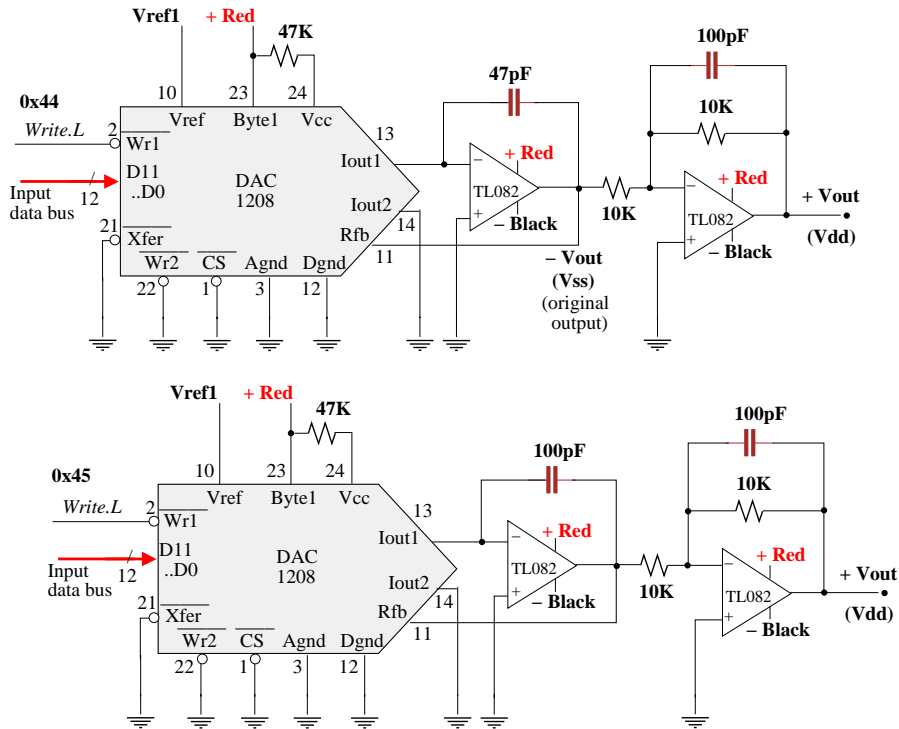 Vref1
+ Red
47K
100pF
47pF
10K
0x44
Write.L
10
23
24
13
2
Wr1
Vref
Byte1
Vcc
Iout1
D11
..D0
Input
data bus
12
DAC
1208
Iout2
14
Rfb
11
21
Xfer
Wr2
CS
Agnd
Dgnd
22
1
3
12
−
+
TL082
+ Red
− Black
10K
− Vout
(Vss)
(original
output)
−
+
TL082
+ Red
− Black
+ Vout
(Vdd)
Vref1
+ Red
47K
100pF
100pF
10K
0x45
Write.L
10
23
24
13
2
Wr1
Vref
Byte1
Vcc
Iout1
D11
..D0
Input
data bus
12
DAC
1208
Iout2
14
Rfb
11
21
Xfer
Wr2
CS
Agnd
Dgnd
22
1
3
12
−
+
TL082
+ Red
− Black
10K
−
+
TL082
+ Red
− Black
+ Vout
(Vdd)